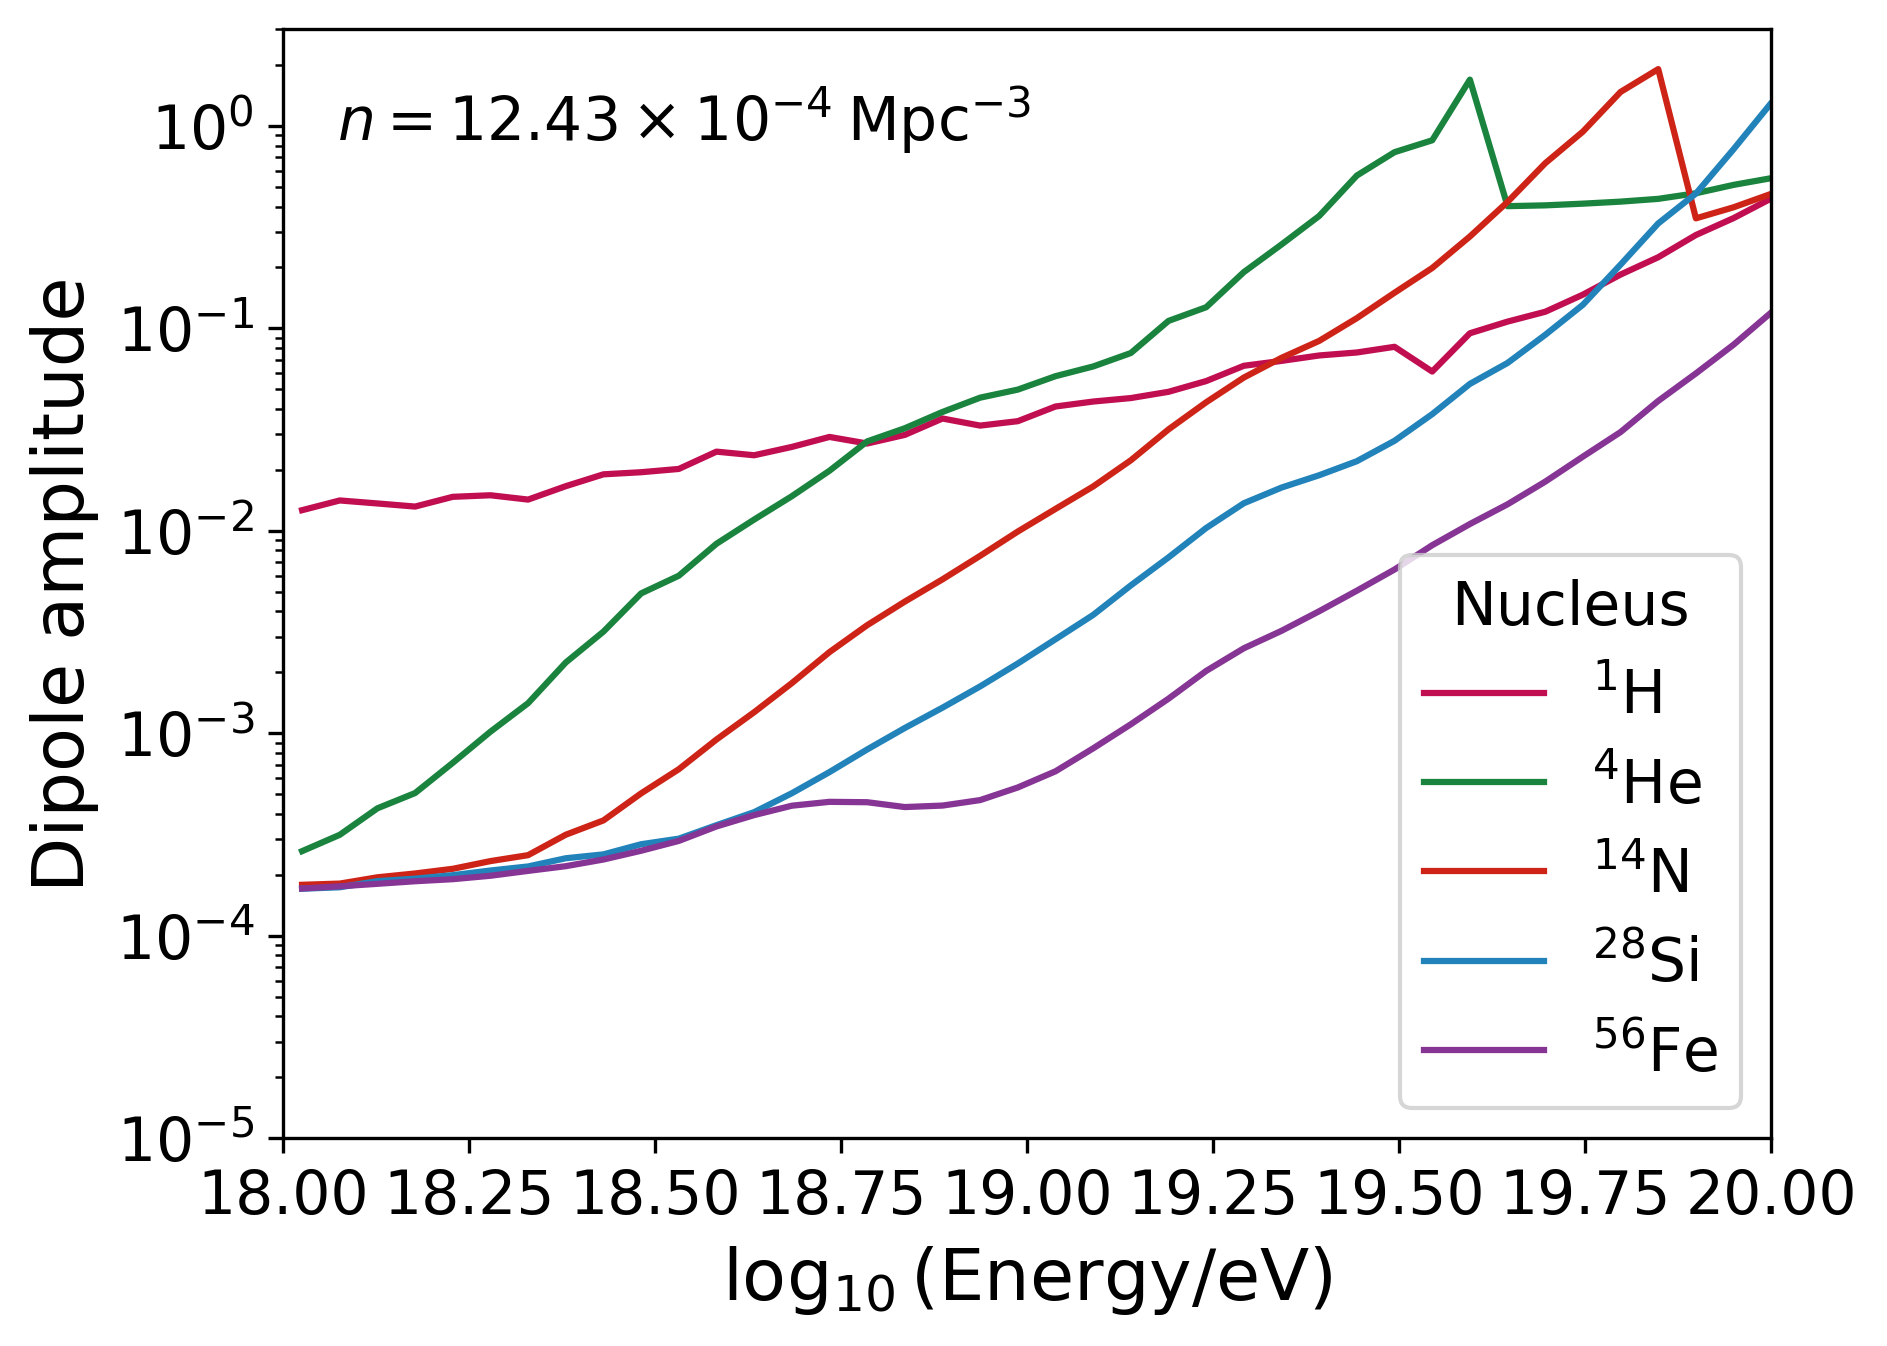 n = 12.43 × 10⁻⁴ Mpc⁻³
Dipole amplitude
10⁰
10⁻¹
10⁻²
10⁻³
10⁻⁴
10⁻⁵
Nucleus
¹H
⁴He
¹⁴N
²⁸Si
⁵⁶Fe
18.00 18.25 18.50 18.75 19.00 19.25 19.50 19.75 20.00
log₁₀ (Energy/eV)